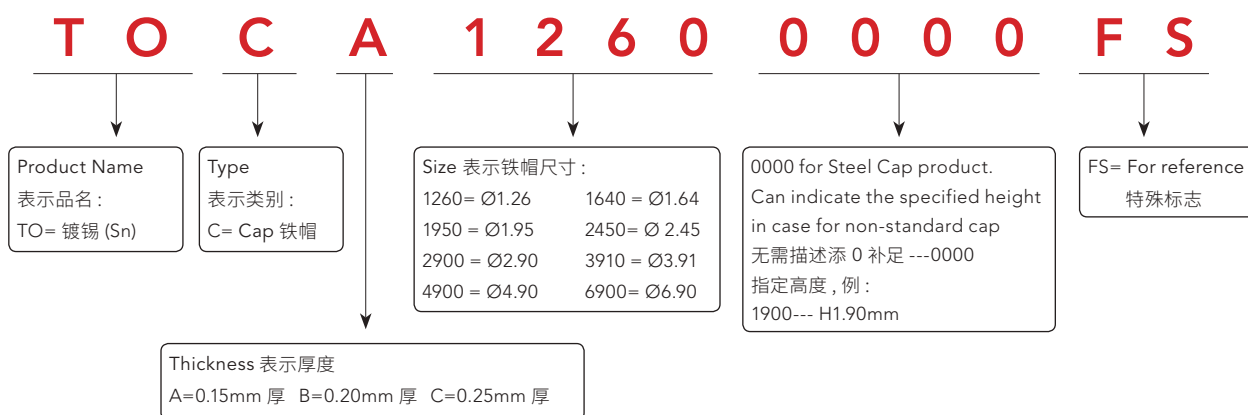 T O C A 1 2 6 0 0 0 0 0 F S
Product Name
表示品名 :
TO= 镀锡 (Sn)
Type
表示类别 :
C= Cap 铁帽
Size 表示铁帽尺寸 :
1260= Ø1.26 1640 = Ø1.64
1950 = Ø1.95 2450= Ø 2.45
2900 = Ø2.90 3910 = Ø3.91
4900 = Ø4.90 6900= Ø6.90
0000 for Steel Cap product.
Can indicate the specified height
in case for non-standard cap
无需描述添 0 补足 ---0000
指定高度 , 例 :
1900--- H1.90mm
FS= For reference
特殊标志
Thickness 表示厚度
A=0.15mm 厚 B=0.20mm 厚 C=0.25mm 厚